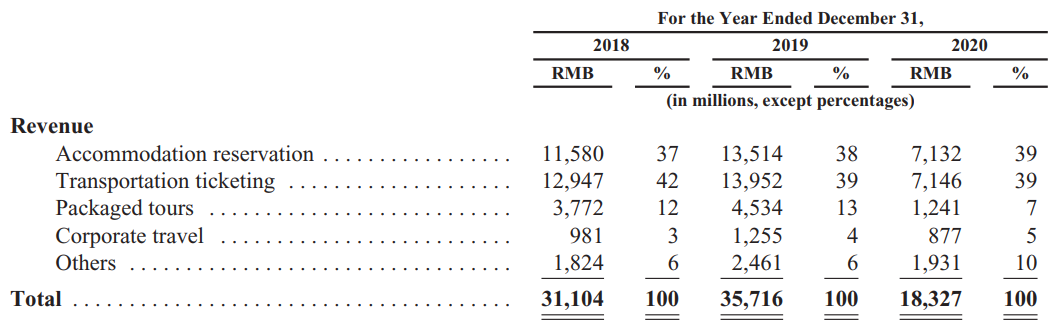 For the Year Ended December 31,
2018 2019 2020
RMB % RMB % RMB %
(in millions, except percentages)
Revenue
Accommodation reservation . . . . . . . . . . . . . . . . . 11,580 37 13,514 38 7,132 39
Transportation ticketing . . . . . . . . . . . . . . . . . . . . 12,947 42 13,952 39 7,146 39
Packaged tours . . . . . . . . . . . . . . . . . . . . . . . . . . . 3,772 12 4,534 13 1,241 7
Corporate travel . . . . . . . . . . . . . . . . . . . . . . . . . . 981 3 1,255 4 877 5
Others . . . . . . . . . . . . . . . . . . . . . . . . . . . . . . . . . . 1,824 6 2,461 6 1,931 10
Total . . . . . . . . . . . . . . . . . . . . . . . . . . . . . . . . . . . . . . . 31,104 100 35,716 100 18,327 100